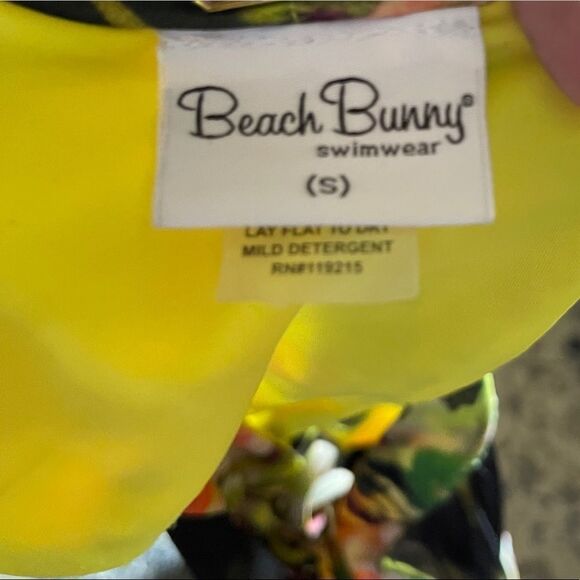 Beach Bunny®
swimwear
(S)
LAY FLAT TO DRY
MILD DETERGENT
RN#119215